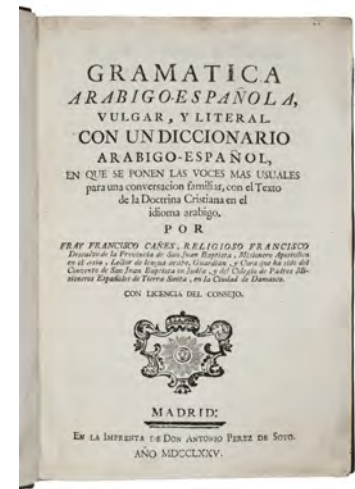 GRAMATICA
ARABIGO-ESPAÑOLA,
VULGAR, Y LITERAL.
CON UN DICCIONARIO
ARABIGO-ESPAÑOL,
EN QUE SE PONEN LAS VOCES MAS USUALES
para una conversacion familiar, con el Texto
de la Doctrina Cristiana en el
idioma arabigo.
POR
FRAY FRANCISCO CAÑES, RELIGIOSO FRANCISCO
Descalzo de la Provincia de San Juan Baptista, Misionero Apostolico
en el Asia, Lector de lengua arabe, Guardian, y Cura que ha sido del
Convento de San Juan Baptista en Judéa, y del Colegio de Padres Mi-
sioneros Españoles de Tierra Santa, en la Ciudad de Damasco.
CON LICENCIA DEL CONSEJO.
MADRID:
EN LA IMPRENTA DE DON ANTONIO PEREZ DE SOTO.
AÑO MDCCLXXV.